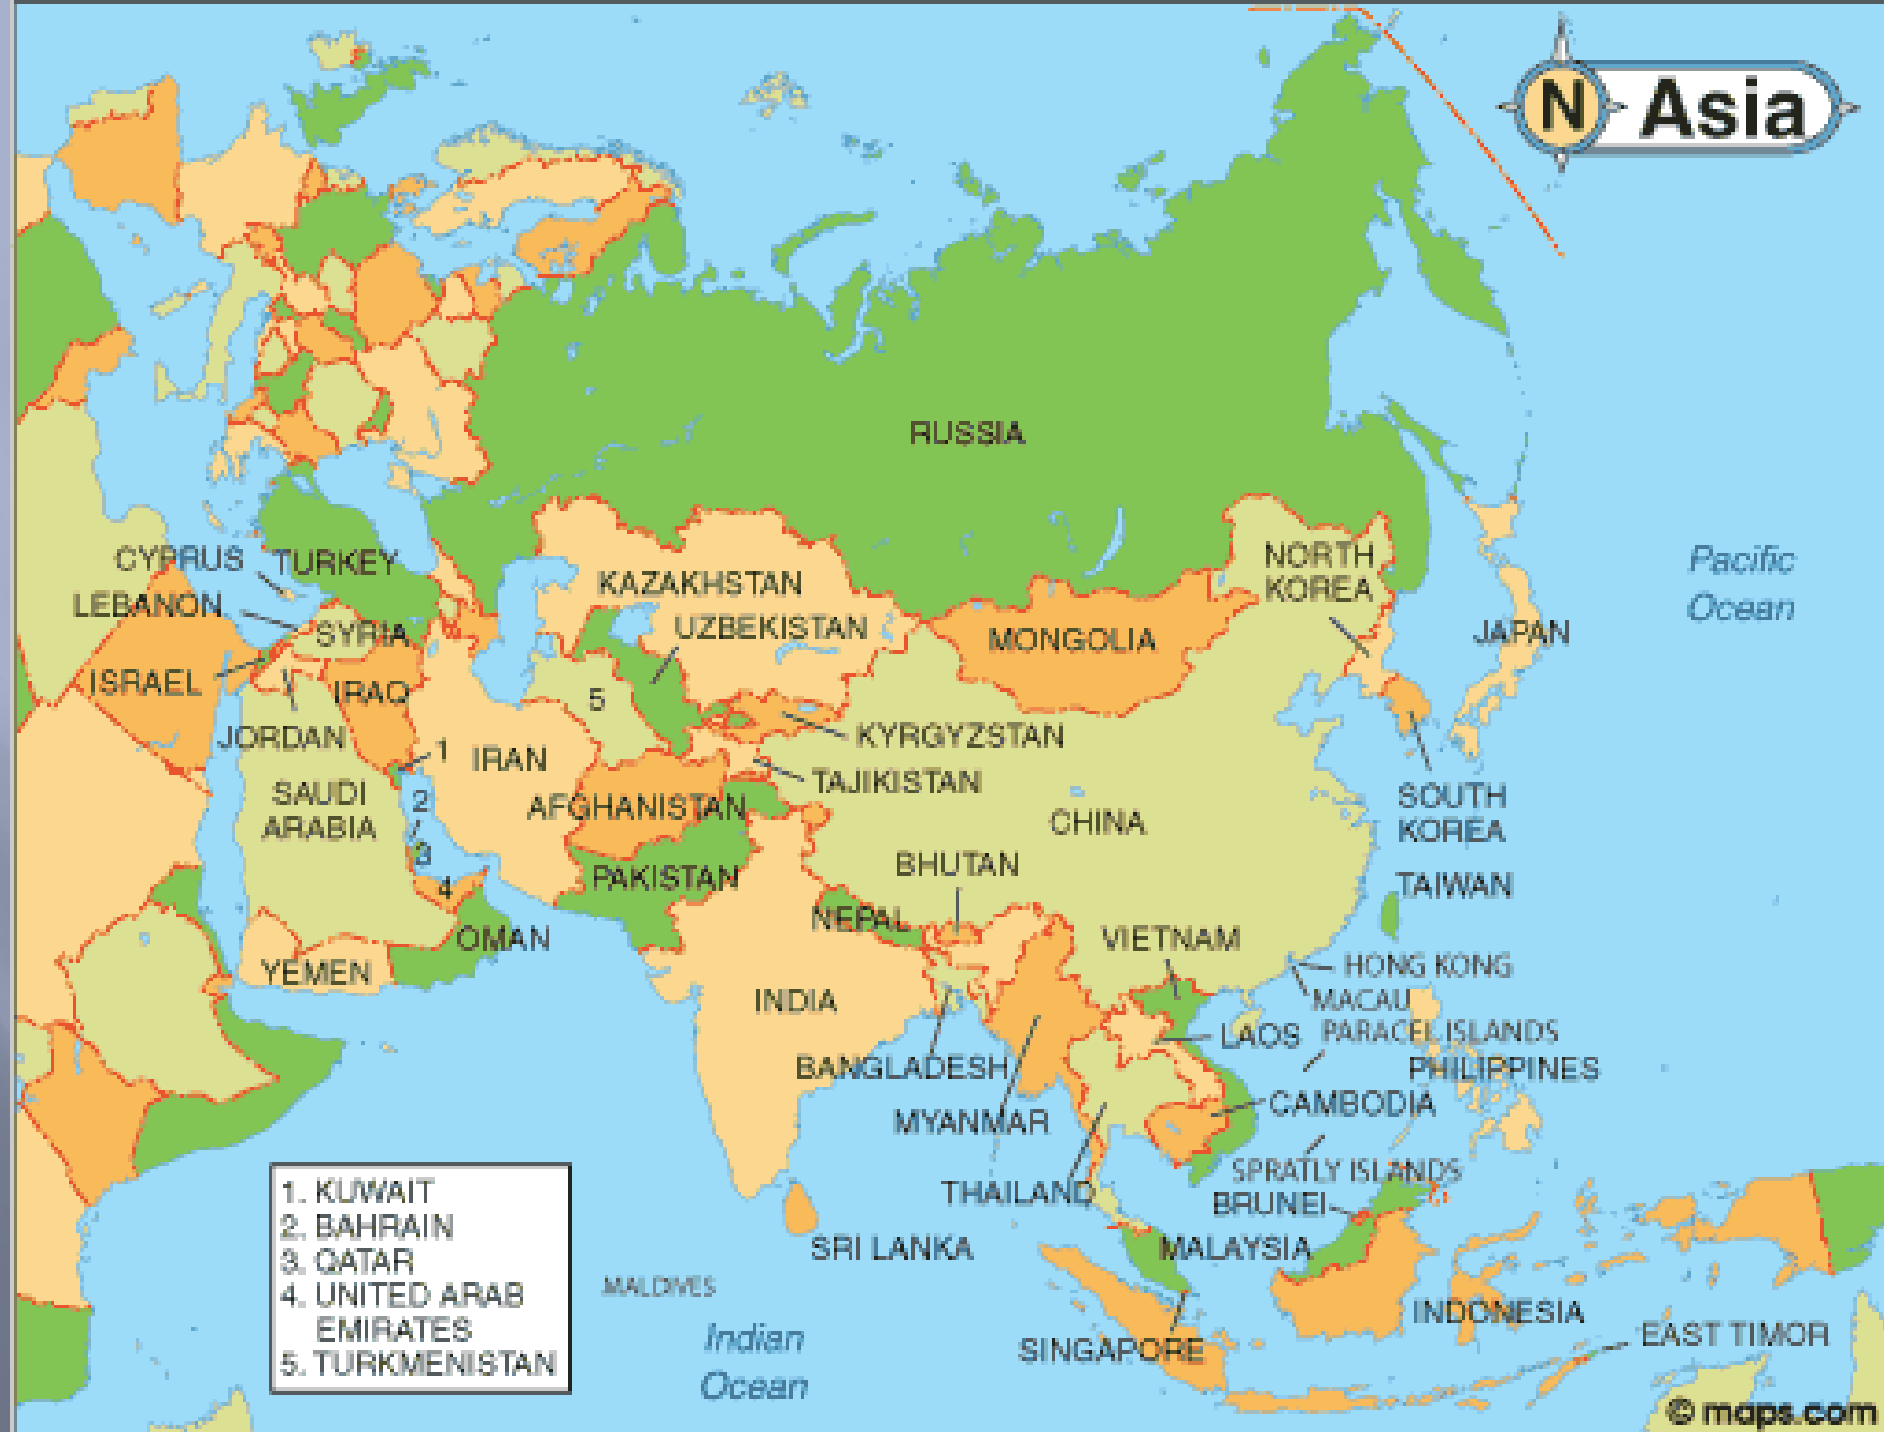 N Asia
RUSSIA
CYPRUS
TURKEY
KAZAKHSTAN
NORTH
KOREA
Pacific
Ocean
LEBANON
SYRIA
UZBEKISTAN
MONGOLIA
JAPAN
ISRAEL
IRAQ
5
JORDAN
1
IRAN
KYRGYZSTAN
TAJIKISTAN
SAUDI
ARABIA
2
AFGHANISTAN
CHINA
SOUTH
KOREA
3
BHUTAN
4
PAKISTAN
TAIWAN
NEPAL
OMAN
VIETNAM
YEMEN
HONG KONG
INDIA
MACAU
LAOS
PARACEL ISLANDS
BANGLADESH
PHILIPPINES
CAMBODIA
MYANMAR
SPRATLY ISLANDS
THAILAND
BRUNEI
SRI LANKA
MALAYSIA
MALDIVES
INDONESIA
Indian
Ocean
SINGAPORE
EAST TIMOR
1. KUWAIT
2. BAHRAIN
3. QATAR
4. UNITED ARAB
EMIRATES
5. TURKMENISTAN
© maps.com